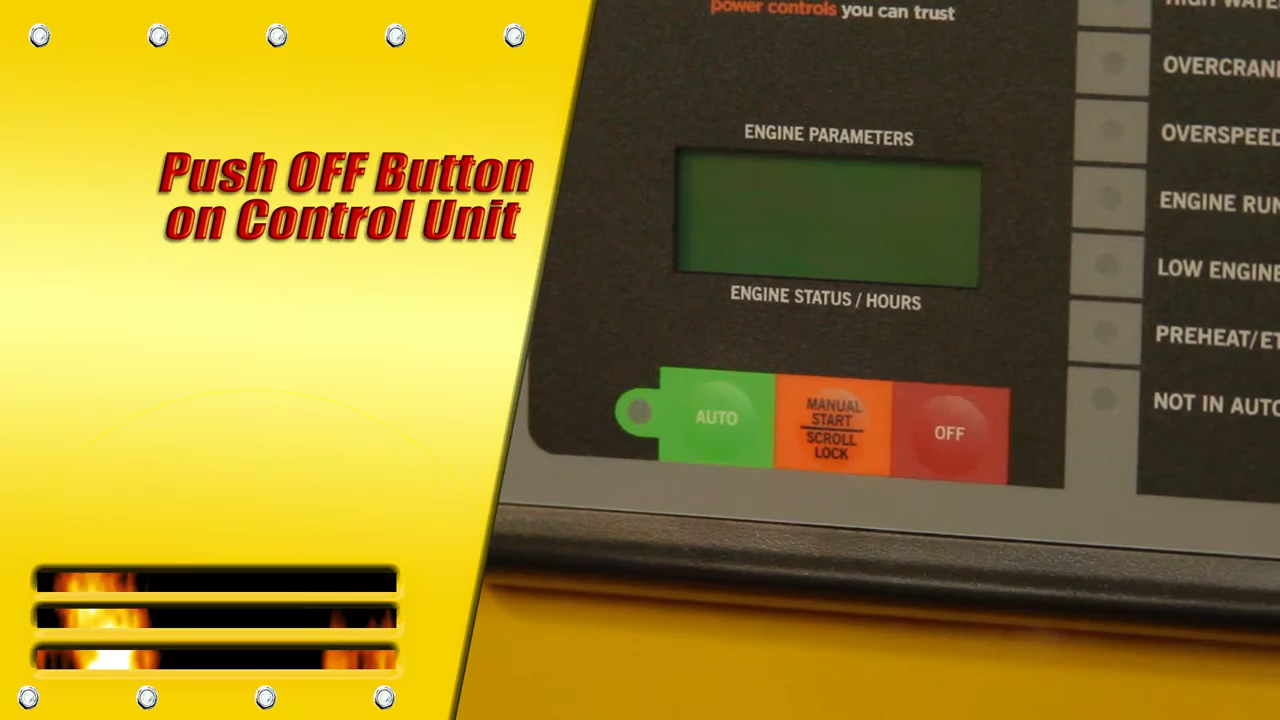 Push OFF Button
on Control Unit
power controls you can trust
ENGINE PARAMETERS
ENGINE STATUS / HOURS
AUTO
MANUAL
START
SCROLL
LOCK
OFF
OVERCRAN
OVERSPEED
ENGINE RUN
LOW ENGINE
PREHEAT/ET
NOT IN AUTO